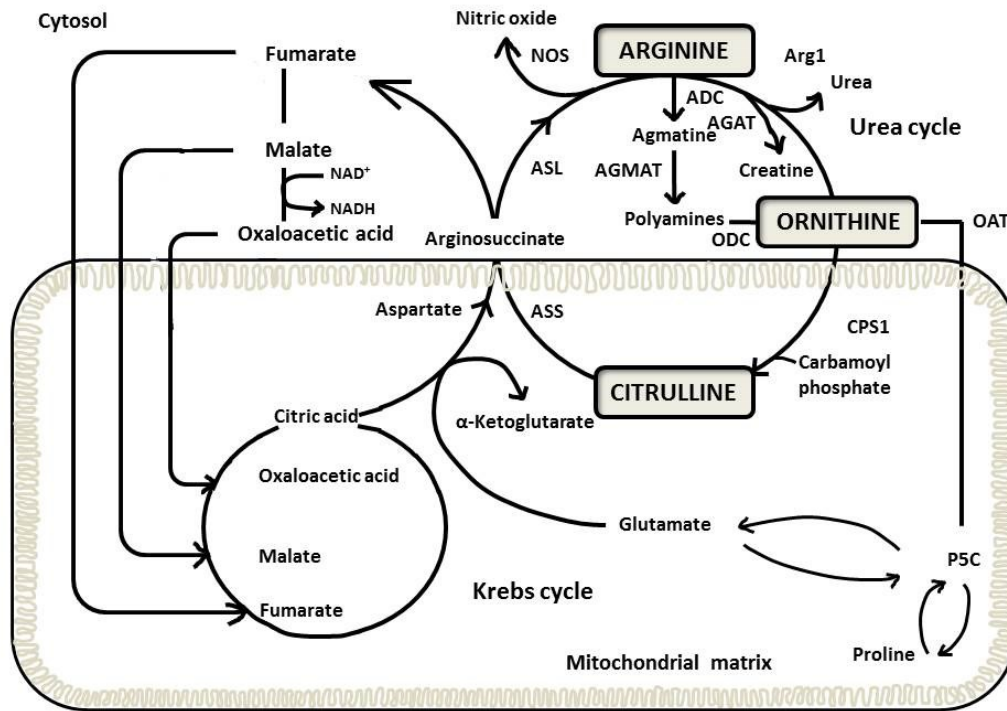 Cytosol
Nitric oxide
NOS
ARGININE
Arg1
Urea
Fumarate
ADC
AGAT
Urea cycle
Agmatine
Malate
ASL
AGMAT
Creatine
NAD+
NADH
Polyamines
ORNITHINE
OAT
Oxaloacetic acid
Arginosuccinate
ODC
Aspartate
ASS
CPS1
Carbamoyl
phosphate
CITRULLINE
Citric acid
α-Ketoglutarate
Oxaloacetic acid
Glutamate
Malate
P5C
Krebs cycle
Fumarate
Proline
Mitochondrial matrix